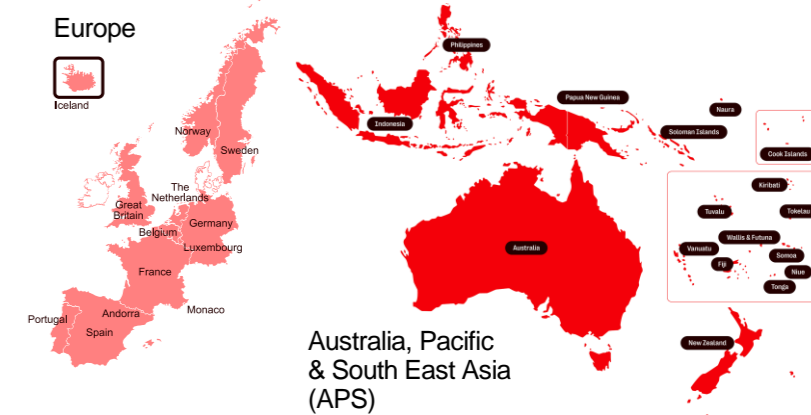 Europe
Iceland
Norway
Sweden
The
Netherlands
Great
Britain
Germany
Belgium
Luxembourg
France
Andorra
Monaco
Portugal
Spain
Philippines
Papua New Guinea
Indonesia
Naura
Soloman Islands
Cook Islands
Kiribati
Tuvalu
Tokelau
Wallis & Futuna
Vanuatu
Somoa
Fiji
Niue
Tonga
Australia
New Zealand
Australia, Pacific
& South East Asia
(APS)